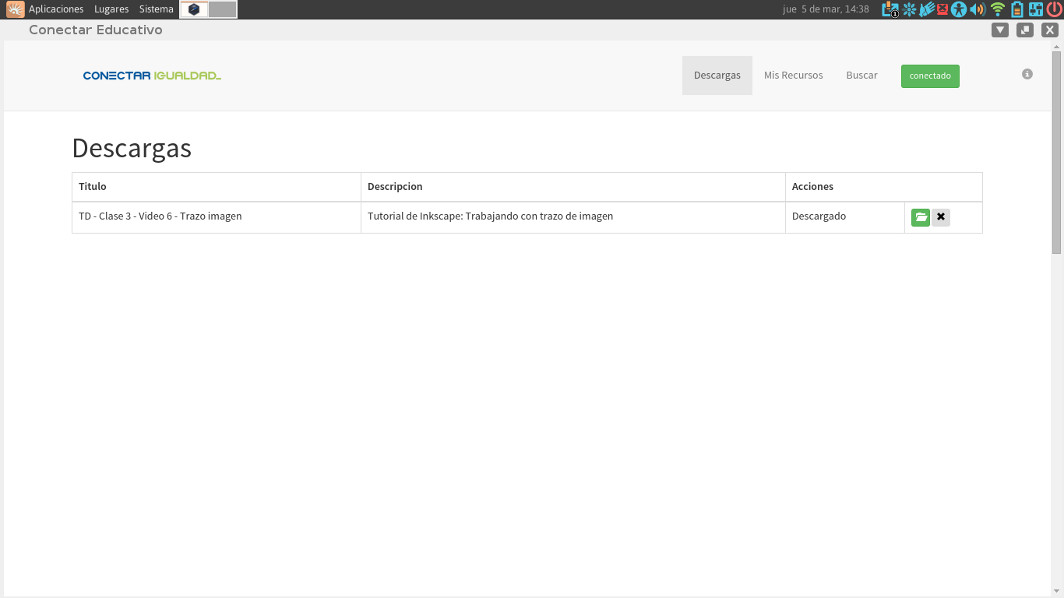 Aplicaciones Lugares Sistema jue 5 de mar, 14:38
Conectar Educativo
CONECTAR IGUALDAD_ Descargas Mis Recursos Buscar conectado
Descargas
Titulo Descripcion Acciones
TD - Clase 3 - Video 6 - Trazo imagen Tutorial de Inkscape: Trabajando con trazo de imagen Descargado